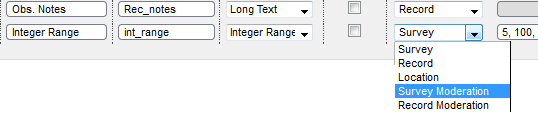 Obs. Notes Rec_notes Long Text Record
Integer Range int_range Integer Range Survey 5, 100,
Survey
Record
Location
Survey Moderation
Record Moderation